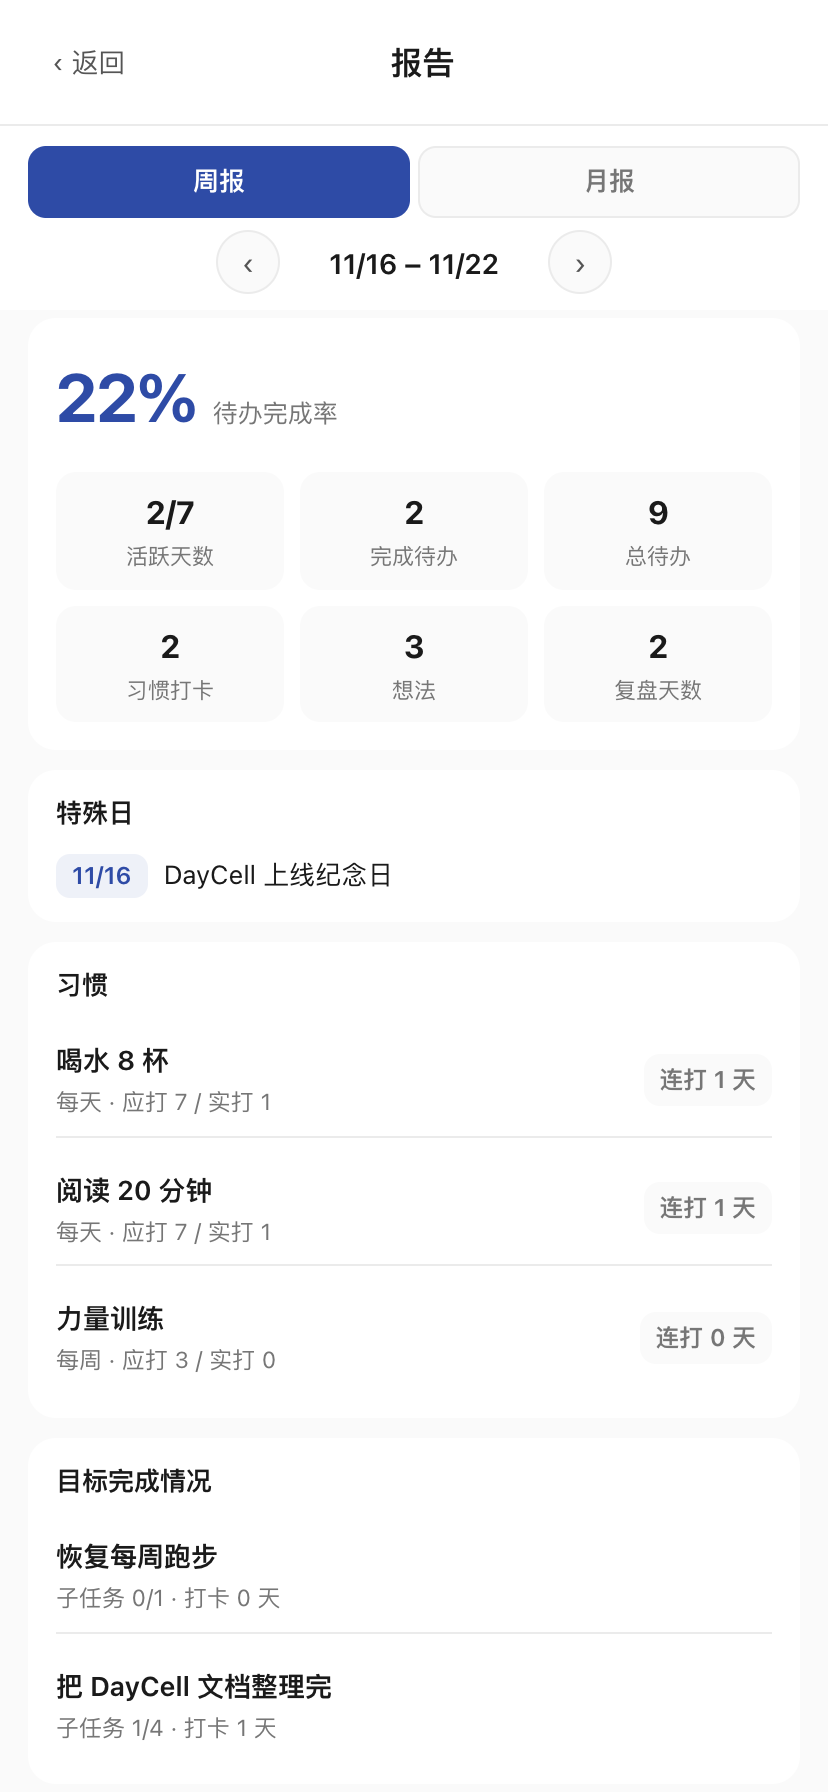 ‹ 返回
报告
周报
月报
‹
11/16 – 11/22
›
22% 待办完成率
2/7
活跃天数
2
完成待办
9
总待办
2
习惯打卡
3
想法
2
复盘天数
特殊日
11/16 DayCell 上线纪念日
习惯
喝水 8 杯
每天 · 应打 7 / 实打 1
连打 1 天
阅读 20 分钟
每天 · 应打 7 / 实打 1
连打 1 天
力量训练
每周 · 应打 3 / 实打 0
连打 0 天
目标完成情况
恢复每周跑步
子任务 0/1 · 打卡 0 天
把 DayCell 文档整理完
子任务 1/4 · 打卡 1 天